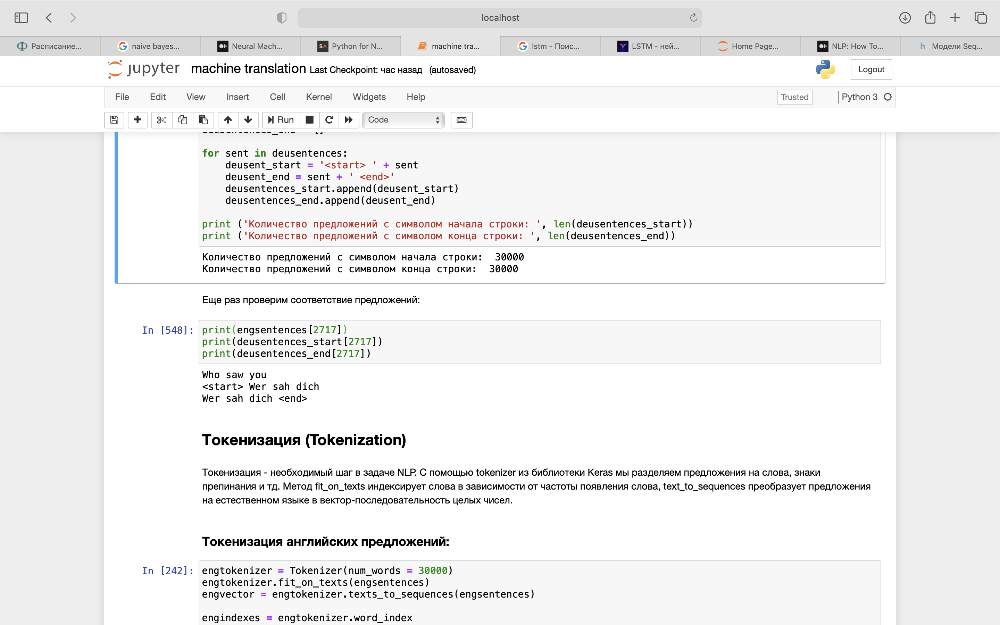 localhost
Расписание...
naive bayes...
Neural Mach...
SA Python for N...
machine tra...
lstm - Поис...
LSTM - ней...
Home Page...
NLP: How To...
h Модели Seq...
jupyter machine translation Last Checkpoint: час назад (autosaved)
Logout
File Edit View Insert Cell Kernel Widgets Help
Trusted
Python 3
Run
Code
deusentences_end = []
for sent in deusentences:
deusent_start = '<start> ' + sent
deusent_end = sent + ' <end>'
deusentences_start.append(deusent_start)
deusentences_end.append(deusent_end)
print ('Количество предложений с символом начала строки: ', len(deusentences_start))
print ('Количество предложений с символом конца строки: ', len(deusentences_end))
Количество предложений с символом начала строки:  30000
Количество предложений с символом конца строки:  30000
Еще раз проверим соответствие предложений:
In [548]:
print(engsentences[2717])
print(deusentences_start[2717])
print(deusentences_end[2717])
Who saw you
<start> Wer sah dich
Wer sah dich <end>
Токенизация (Tokenization)
Токенизация - необходимый шаг в задаче NLP. С помощью tokenizer из библиотеки Keras мы разделяем предложения на слова, знаки
препинания и тд. Метод fit_on_texts индексирует слова в зависимости от частоты появления слова, text_to_sequences преобразует предложения
на естественном языке в вектор-последовательность целых чисел.
Токенизация английских предложений:
In [242]:
engtokenizer = Tokenizer(num_words = 30000)
engtokenizer.fit_on_texts(engsentences)
engvector = engtokenizer.texts_to_sequences(engsentences)
engindexes = engtokenizer.word_index